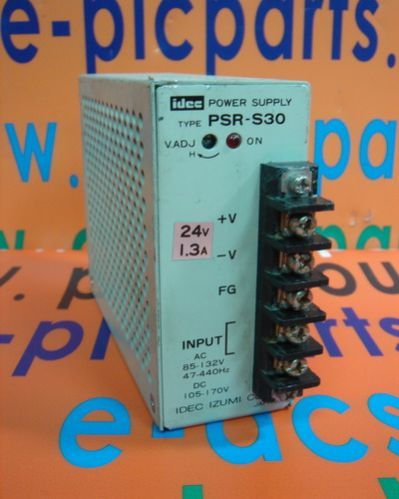 e-picparts.
w.
idec POWER SUPPLY
TYPE PSR-S30
V.ADJ ON
H
24V
1.3A
+V
-V
FG
INPUT
AC
85-132V
47-440Hz
DC
105-170V
IDEC IZUMI